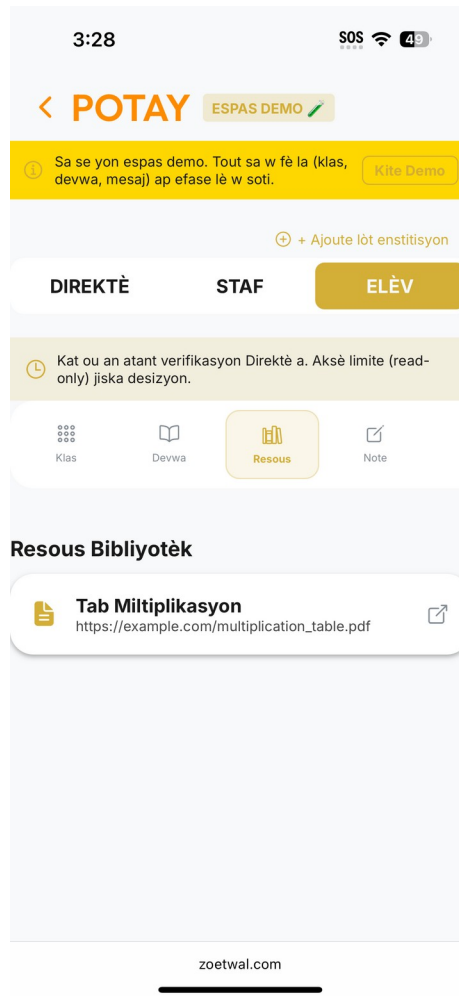 3:28
SOS
49
POTAY
ESPAS DEMO
Sa se yon espas demo. Tout sa w fè la (klas,
devwa, mesaj) ap efase lè w soti.
Kite Demo
+ Ajoute lòt enstitisyon
DIREKTÈ
STAF
ELÈV
Kat ou an atant verifikasyon Direktè a. Aksè limite (read-
only) jiska desizyon.
Klas
Devwa
Resous
Note
Resous Bibliyotèk
Tab Miltiplikasyon
https://example.com/multiplication_table.pdf
zoetwal.com